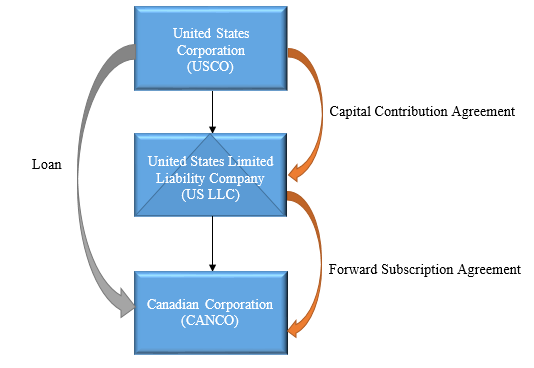 United States
Corporation
(USCO)
Capital Contribution Agreement
Loan
United States Limited
Liability Company
(US LLC)
Forward Subscription Agreement
Canadian Corporation
(CANCO)